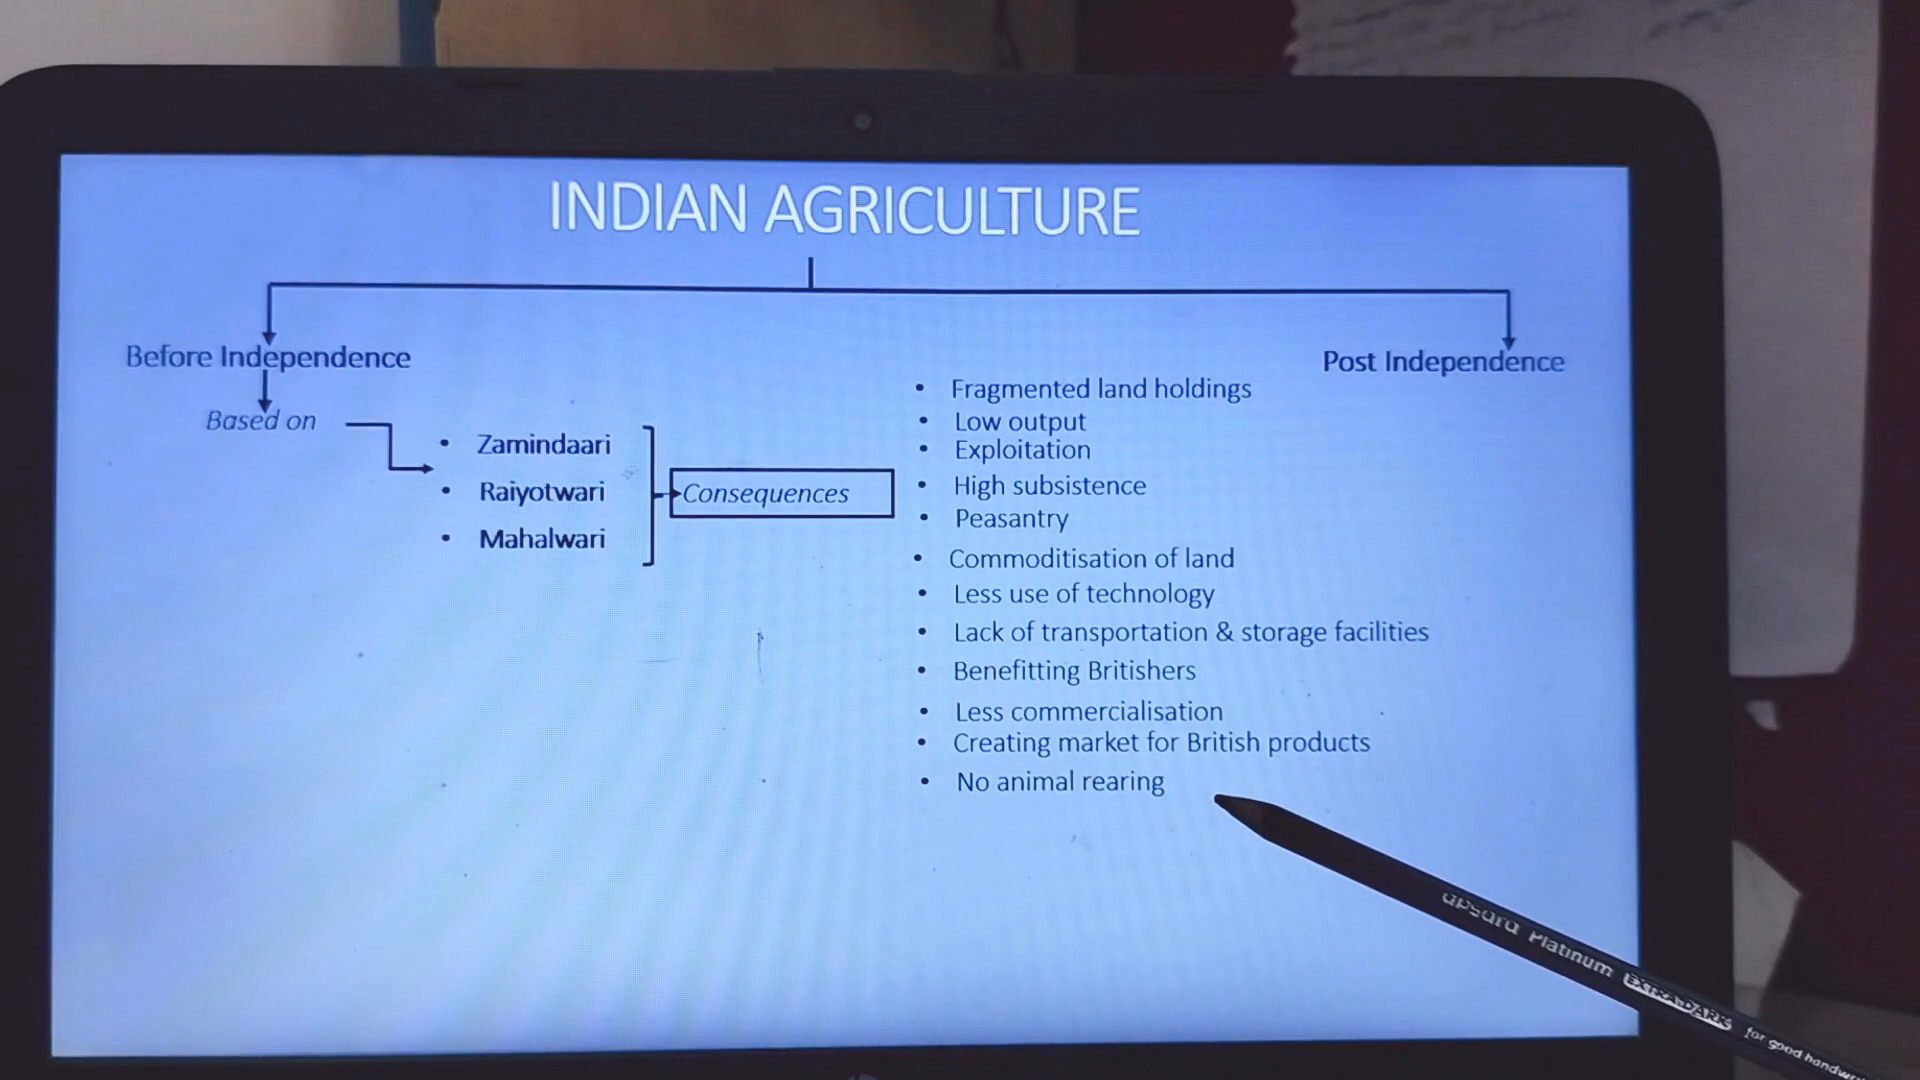 INDIAN AGRICULTURE
Before Independence
Based on
• Zamindaari
• Raiyotwari
• Mahalwari
Consequences
• Fragmented land holdings
• Low output
• Exploitation
• High subsistence
• Peasantry
• Commoditisation of land
• Less use of technology
• Lack of transportation & storage facilities
• Benefitting Britishers
• Less commercialisation
• Creating market for British products
• No animal rearing
Post Independence
apsara Platinum EXTRA DARK for good